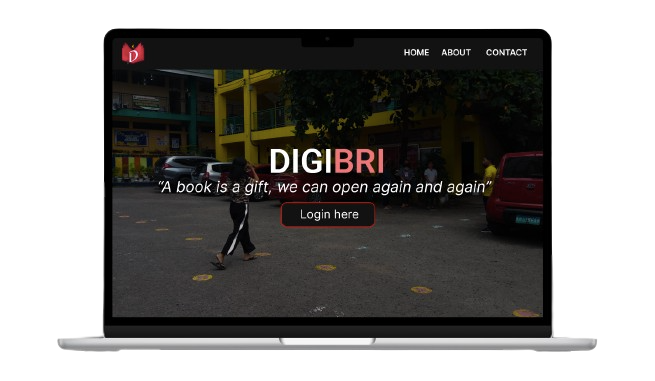 D
HOME ABOUT CONTACT
DIGIBRI
“A book is a gift, we can open again and again”
Login here